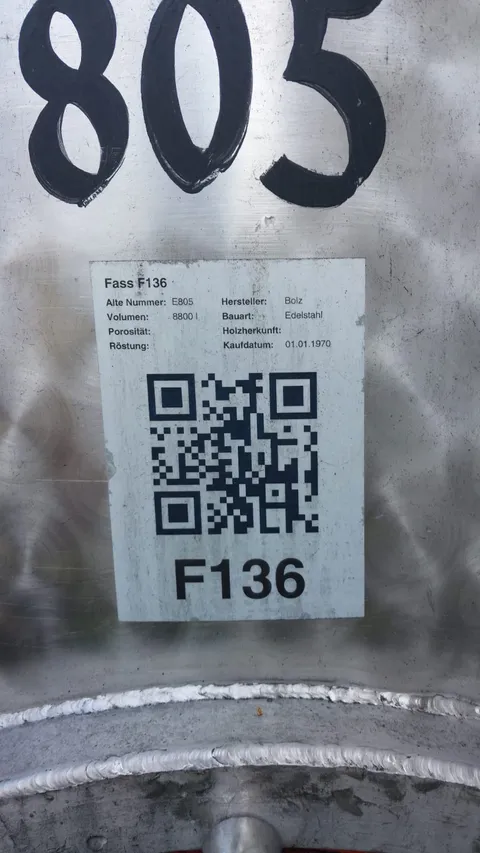 805
Fass F136
Alte Nummer: E805 Hersteller: Bolz
Volumen: 8800 l Bauart: Edelstahl
Porosität: Holzherkunft:
Röstung: Kaufdatum: 01.01.1970
F136